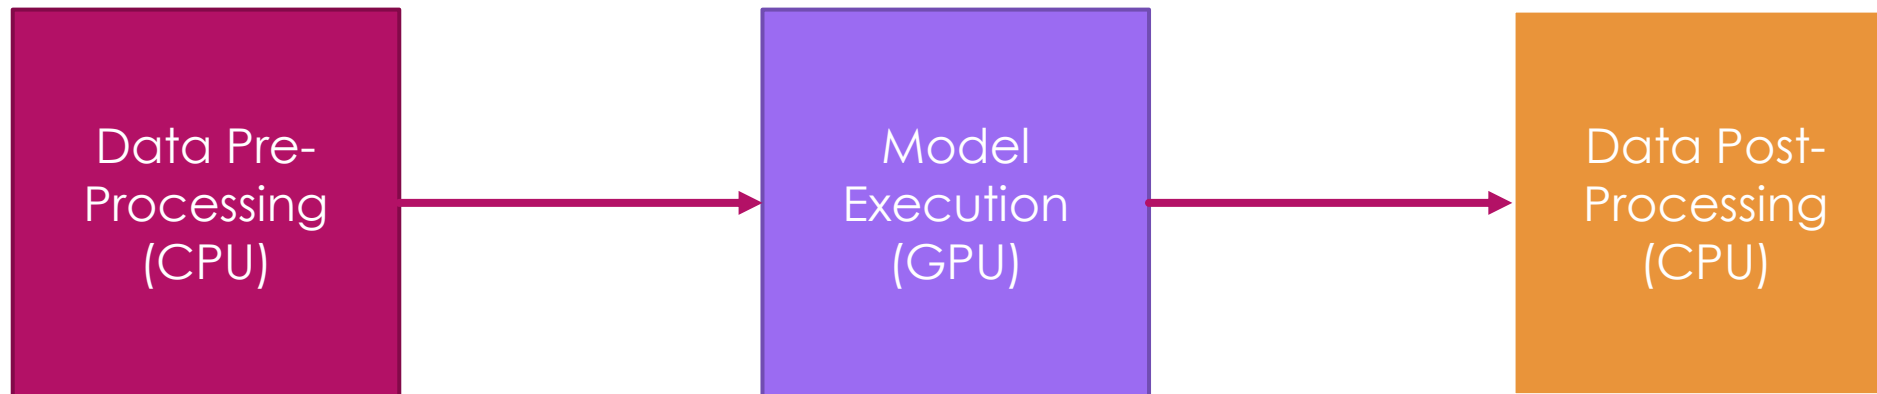 Data Pre-
Processing
(CPU)
Model
Execution
(GPU)
Data Post-
Processing
(CPU)